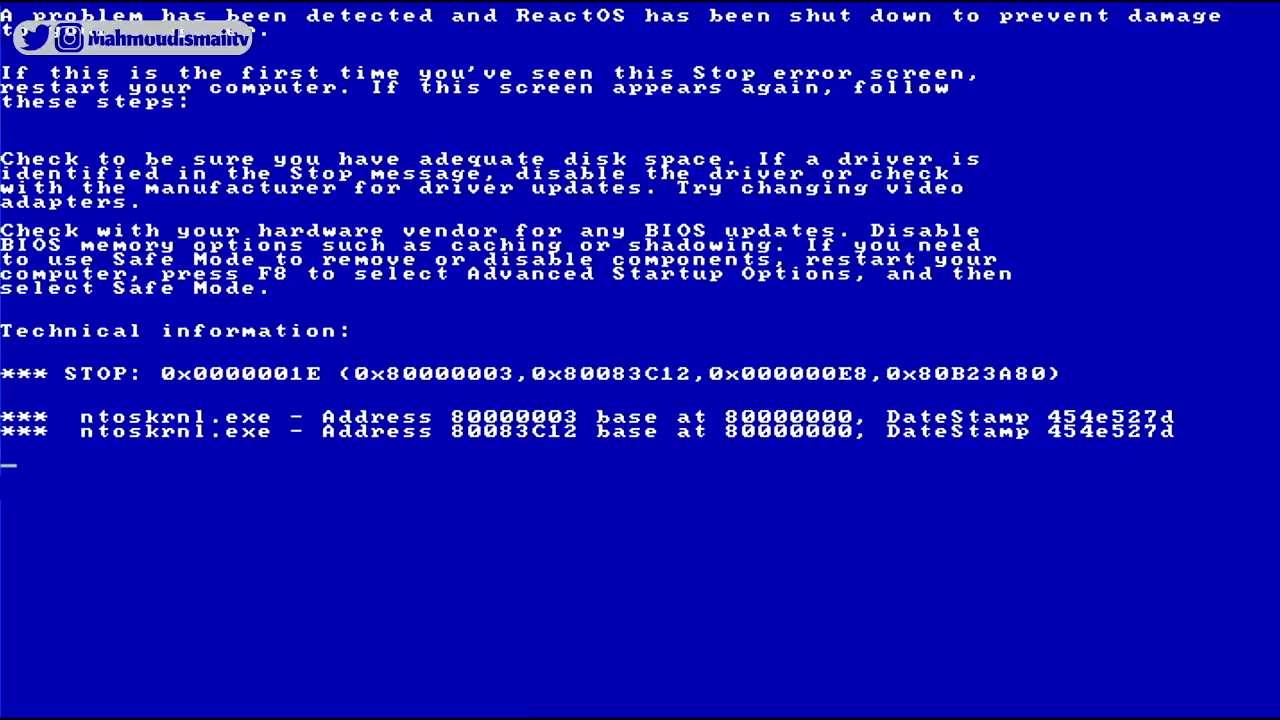 A problem has been detected and ReactOS has been shut down to prevent damage
Mahmoudismailtv
If this is the first time you've seen this Stop error screen,
restart your computer. If this screen appears again, follow
these steps:
Check to be sure you have adequate disk space. If a driver is
identified in the Stop message, disable the driver or check
with the manufacturer for driver updates. Try changing video
adapters.
Check with your hardware vendor for any BIOS updates. Disable
BIOS memory options such as caching or shadowing. If you need
to use Safe Mode to remove or disable components, restart your
computer, press F8 to select Advanced Startup Options, and then
select Safe Mode.
Technical information:
*** STOP: 0x0000001E (0x80000003,0x80083C12,0x000000E8,0x80B23A80)
*** ntoskrnl.exe - Address 80000003 base at 80000000, DateStamp 454e527d
*** ntoskrnl.exe - Address 80083C12 base at 80000000, DateStamp 454e527d